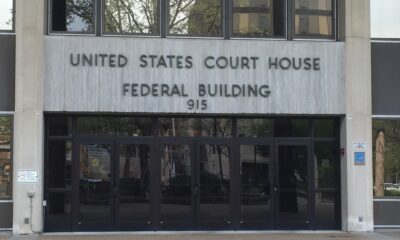 UNITED STATES COURT HOUSE
FEDERAL BUILDING
915